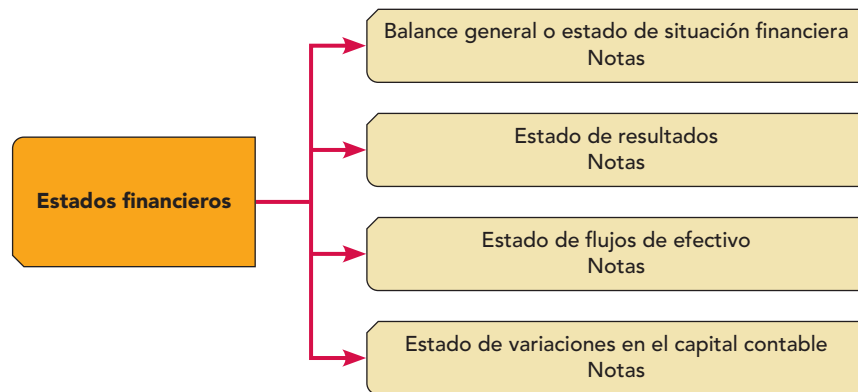 Estados financieros
Balance general o estado de situación financiera
Notas
Estado de resultados
Notas
Estado de flujos de efectivo
Notas
Estado de variaciones en el capital contable
Notas